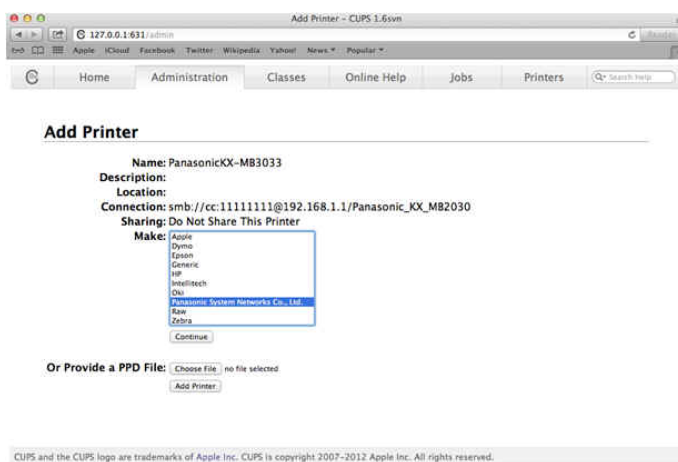 Add Printer - CUPS 1.6svn
127.0.0.1:631/admin
Apple iCloud Facebook Twitter Wikipedia Yahoo! News Popular
Home Administration Classes Online Help Jobs Printers Search Help
Add Printer
Name: PanasonicKX-MB3033
Description:
Location:
Connection: smb://cc:11111111@192.168.1.1/Panasonic_KX_MB2030
Sharing: Do Not Share This Printer
Make: Apple
Dymo
Epson
Generic
HP
Intellitech
Oki
Panasonic System Networks Co., Ltd.
Raw
Zebra
Continue
Or Provide a PPD File: Choose File no file selected
Add Printer
CUPS and the CUPS logo are trademarks of Apple Inc. CUPS is copyright 2007-2012 Apple Inc. All rights reserved.